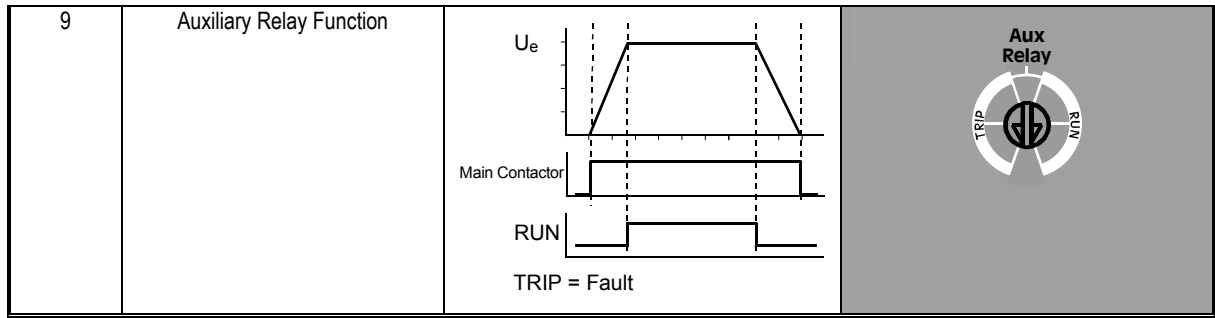 9
Auxiliary Relay Function
Ue
Main Contactor
RUN
TRIP = Fault
Aux
Relay
TRIP
RUN